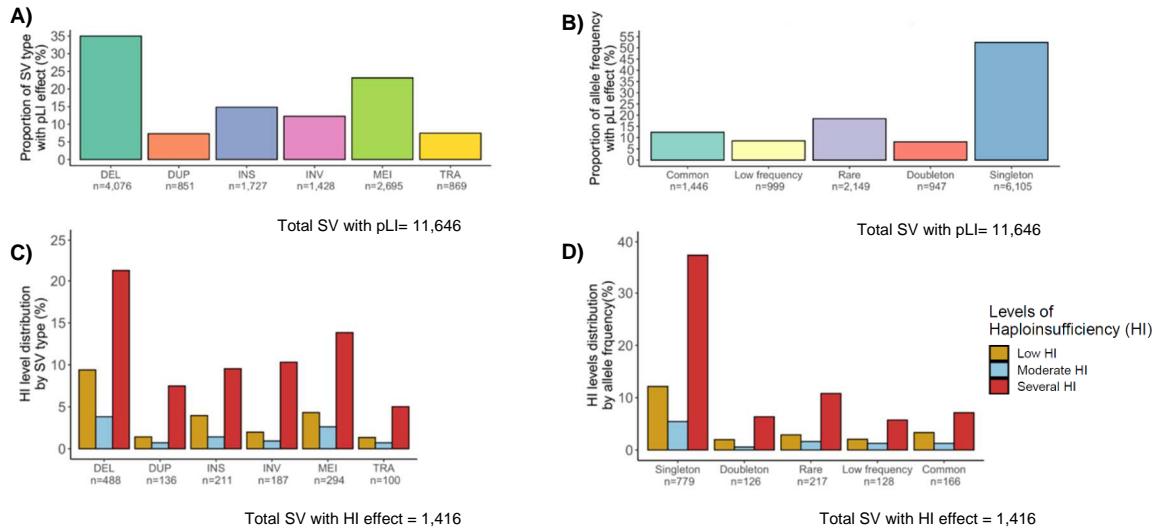 A)
Proportion of SV type
with pLI effect (%)
35
30
25
20
15
10
5
0
DEL DUP INS INV MEI TRA
n=4,076 n=851 n=1,727 n=1,428 n=2,695 n=869
Total SV with pLI= 11,646
B)
Proportion of allele frequency
with pLI effect (%)
55
50
45
40
35
30
25
20
15
10
5
0
Common Low frequency Rare Doubleton Singleton
n=1,446 n=999 n=2,149 n=947 n=6,105
Total SV with pLI= 11,646
C)
HI level distribution
by SV type (%)
25
20
15
10
5
0
DEL DUP INS INV MEI TRA
n=488 n=136 n=211 n=187 n=294 n=100
Total SV with HI effect = 1,416
D)
HI levels distribution
by allele frquency(%)
40
30
20
10
0
Singleton Doubleton Rare Low frequency Common
n=779 n=126 n=217 n=128 n=166
Total SV with HI effect = 1,416
Levels of
Haploinsufficiency (HI)
Low HI
Moderate HI
Several HI